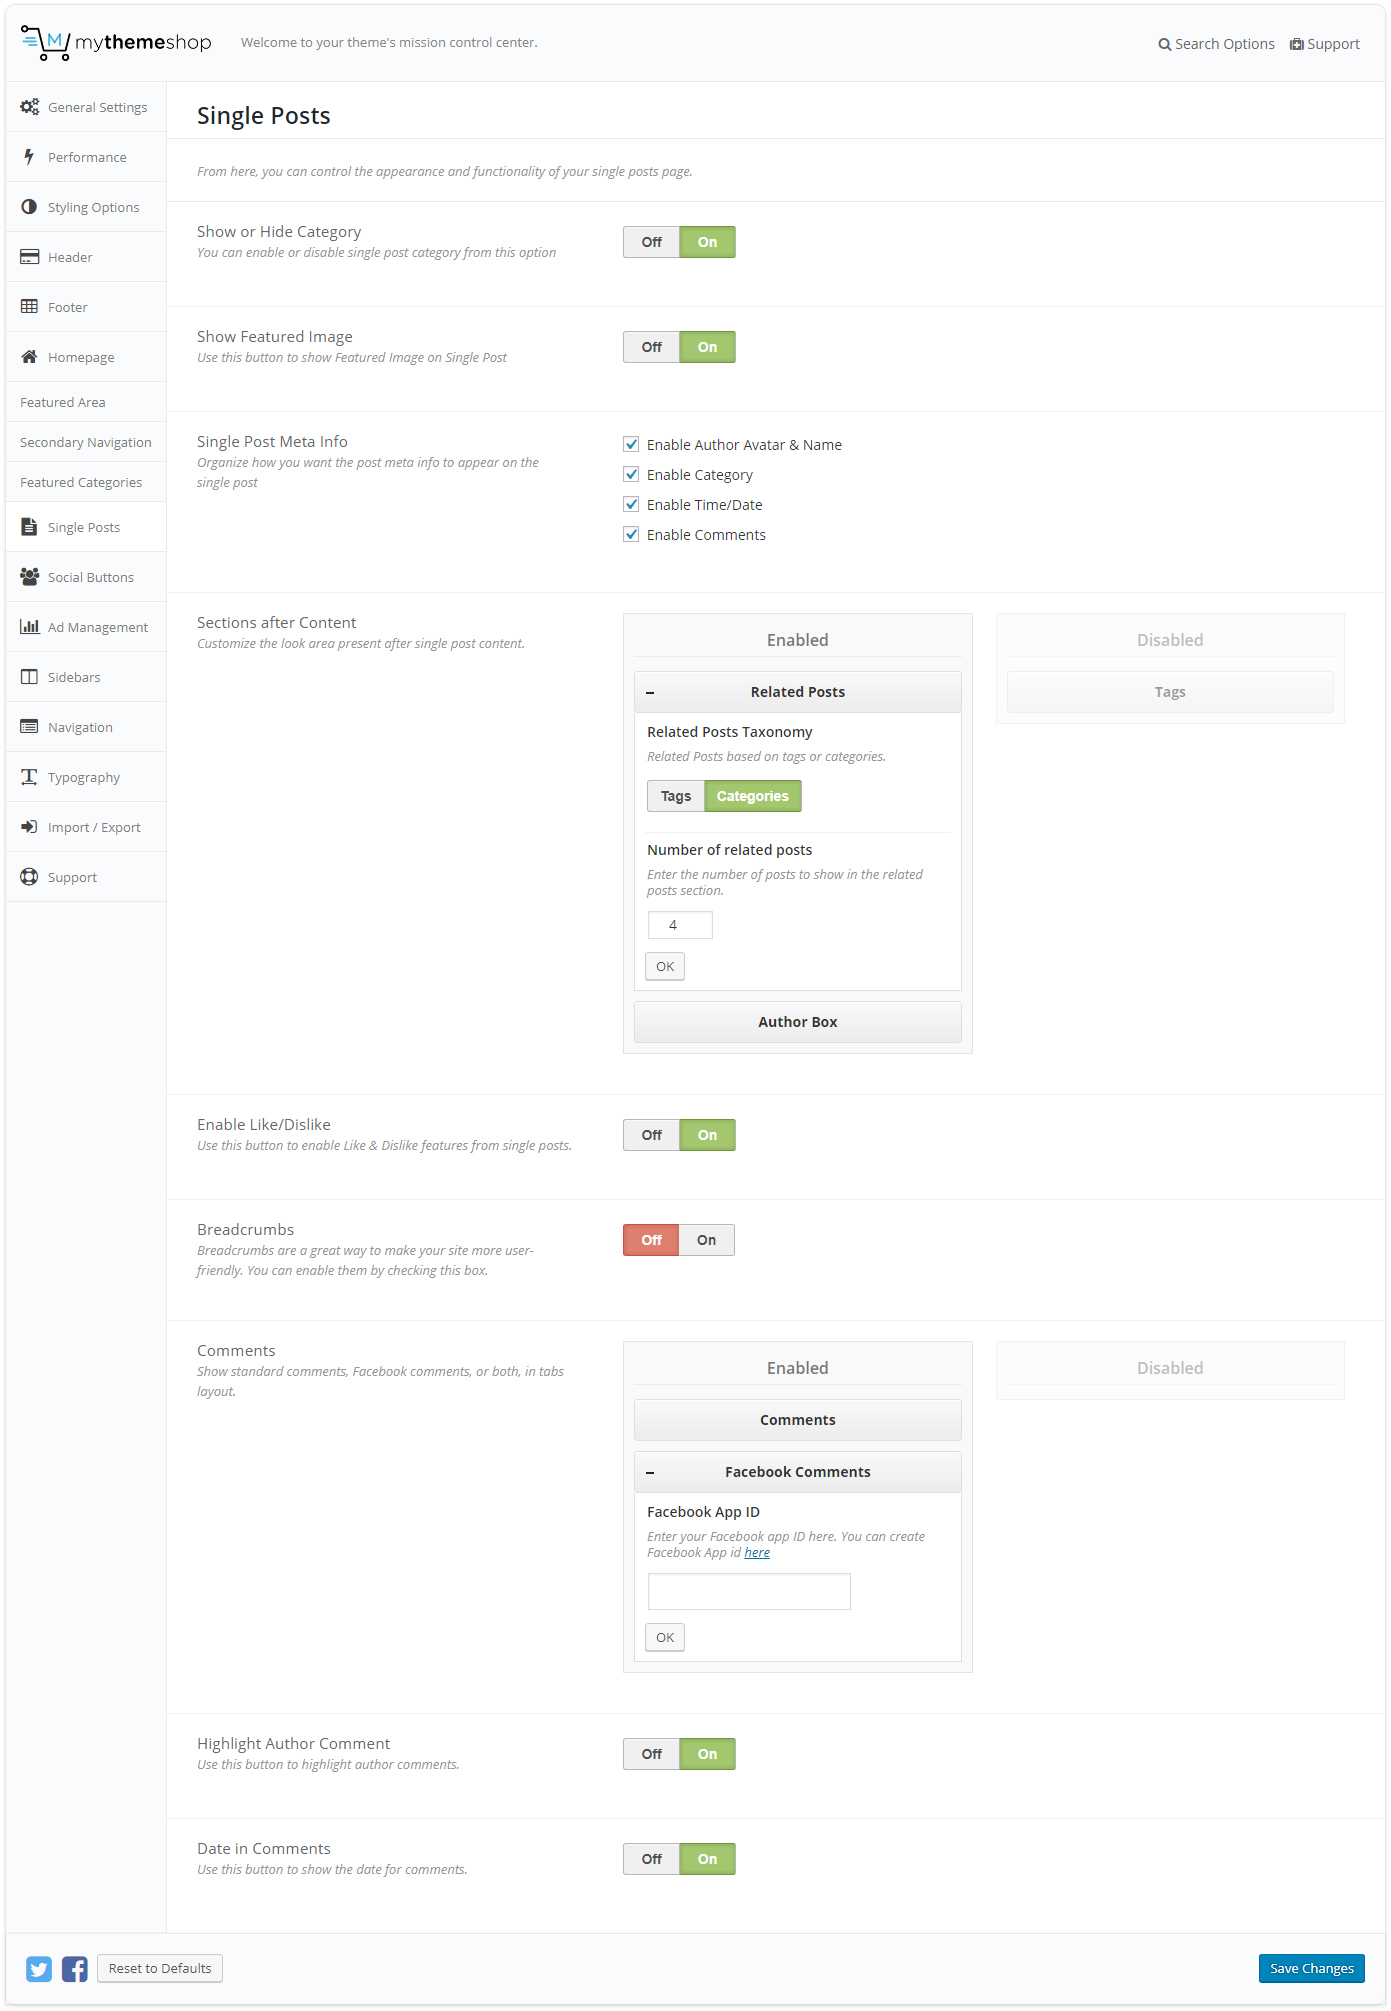 mythemeshop
Welcome to your theme's mission control center.
Search Options
Support
General Settings
Performance
Styling Options
Header
Footer
Homepage
Featured Area
Secondary Navigation
Featured Categories
Single Posts
Social Buttons
Ad Management
Sidebars
Navigation
Typography
Import / Export
Support
Single Posts
From here, you can control the appearance and functionality of your single posts page.
Show or Hide Category
You can enable or disable single post category from this option
Off On
Show Featured Image
Use this button to show Featured Image on Single Post
Off On
Single Post Meta Info
Organize how you want the post meta info to appear on the
single post
Enable Author Avatar & Name
Enable Category
Enable Time/Date
Enable Comments
Sections after Content
Customize the look area present after single post content.
Enabled
Related Posts
Related Posts Taxonomy
Related Posts based on tags or categories.
Tags Categories
Number of related posts
Enter the number of posts to show in the related
posts section.
4
OK
Author Box
Disabled
Tags
Enable Like/Dislike
Use this button to enable Like & Dislike features from single posts.
Off On
Breadcrumbs
Breadcrumbs are a great way to make your site more user-
friendly. You can enable them by checking this box.
Off On
Comments
Show standard comments, Facebook comments, or both, in tabs
layout.
Enabled
Comments
Facebook Comments
Facebook App ID
Enter your Facebook app ID here. You can create
Facebook App id here
OK
Disabled
Highlight Author Comment
Use this button to highlight author comments.
Off On
Date in Comments
Use this button to show the date for comments.
Off On
Reset to Defaults
Save Changes